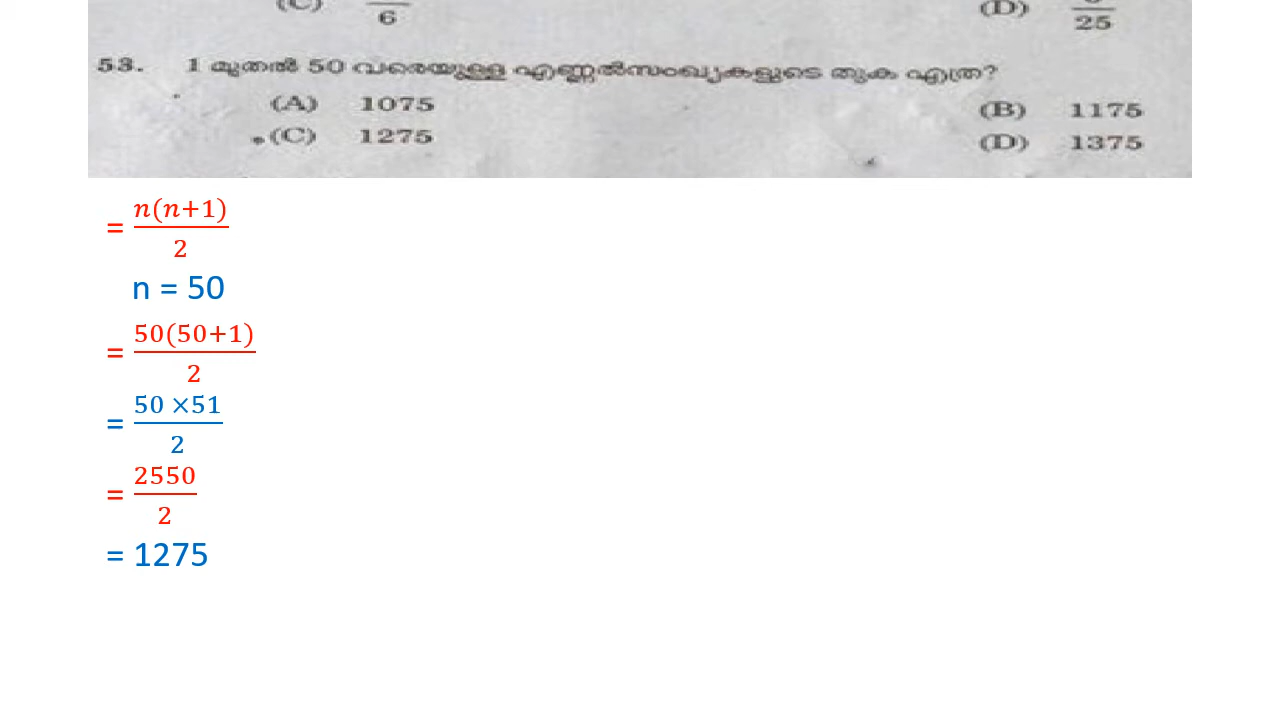 (C) 6 (D) 25
53. 1 മുതൽ 50 വരെയുള്ള എണ്ണൽസംഖ്യകളുടെ തുക എത്ര?
(A) 1075 (B) 1175
(C) 1275 (D) 1375
= n(n+1)/2
n = 50
= 50(50+1)/2
= 50 ×51/2
= 2550/2
= 1275